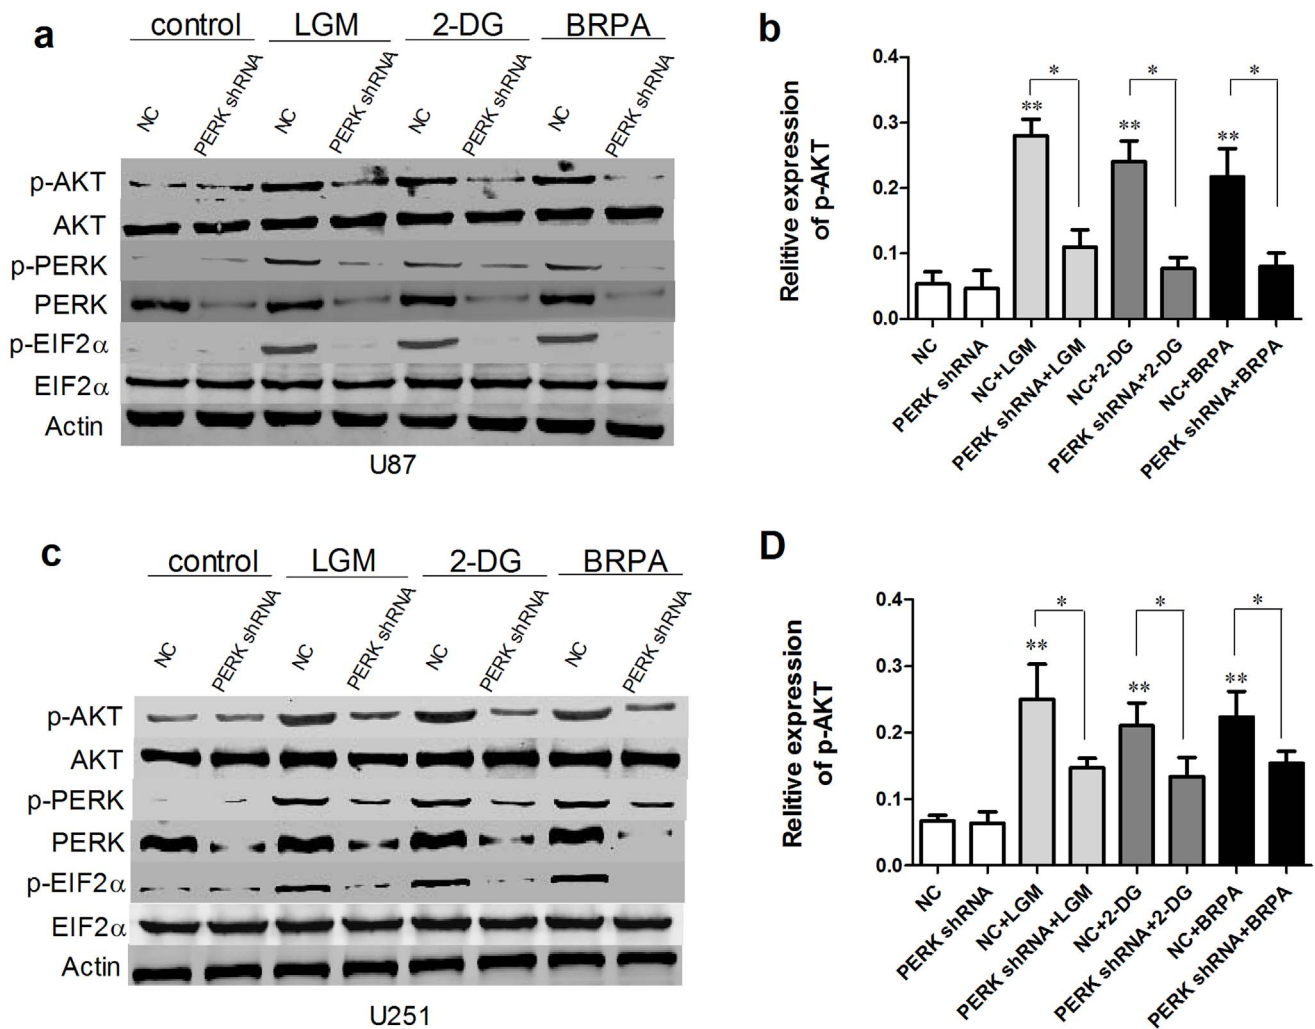 a
control LGM 2-DG BRPA
NC PERK shRNA NC PERK shRNA NC PERK shRNA NC PERK shRNA
p-AKT
AKT
p-PERK
PERK
p-EIF2α
EIF2α
Actin
U87
b
Relitive expression
of p-AKT
0.4
0.3
0.2
0.1
0.0
* * *
** ** **
NC
PERK shRNA
NC+LGM
PERK shRNA+LGM
NC+2-DG
PERK shRNA+2-DG
NC+BRPA
PERK shRNA+BRPA
c
control LGM 2-DG BRPA
NC PERK shRNA NC PERK shRNA NC PERK shRNA NC PERK shRNA
p-AKT
AKT
p-PERK
PERK
p-EIF2α
EIF2α
Actin
U251
D
Relitive expression
of p-AKT
0.4
0.3
0.2
0.1
0.0
* * *
** ** **
NC
PERK shRNA
NC+LGM
PERK shRNA+LGM
NC+2-DG
PERK shRNA+2-DG
NC+BRPA
PERK shRNA+BRPA